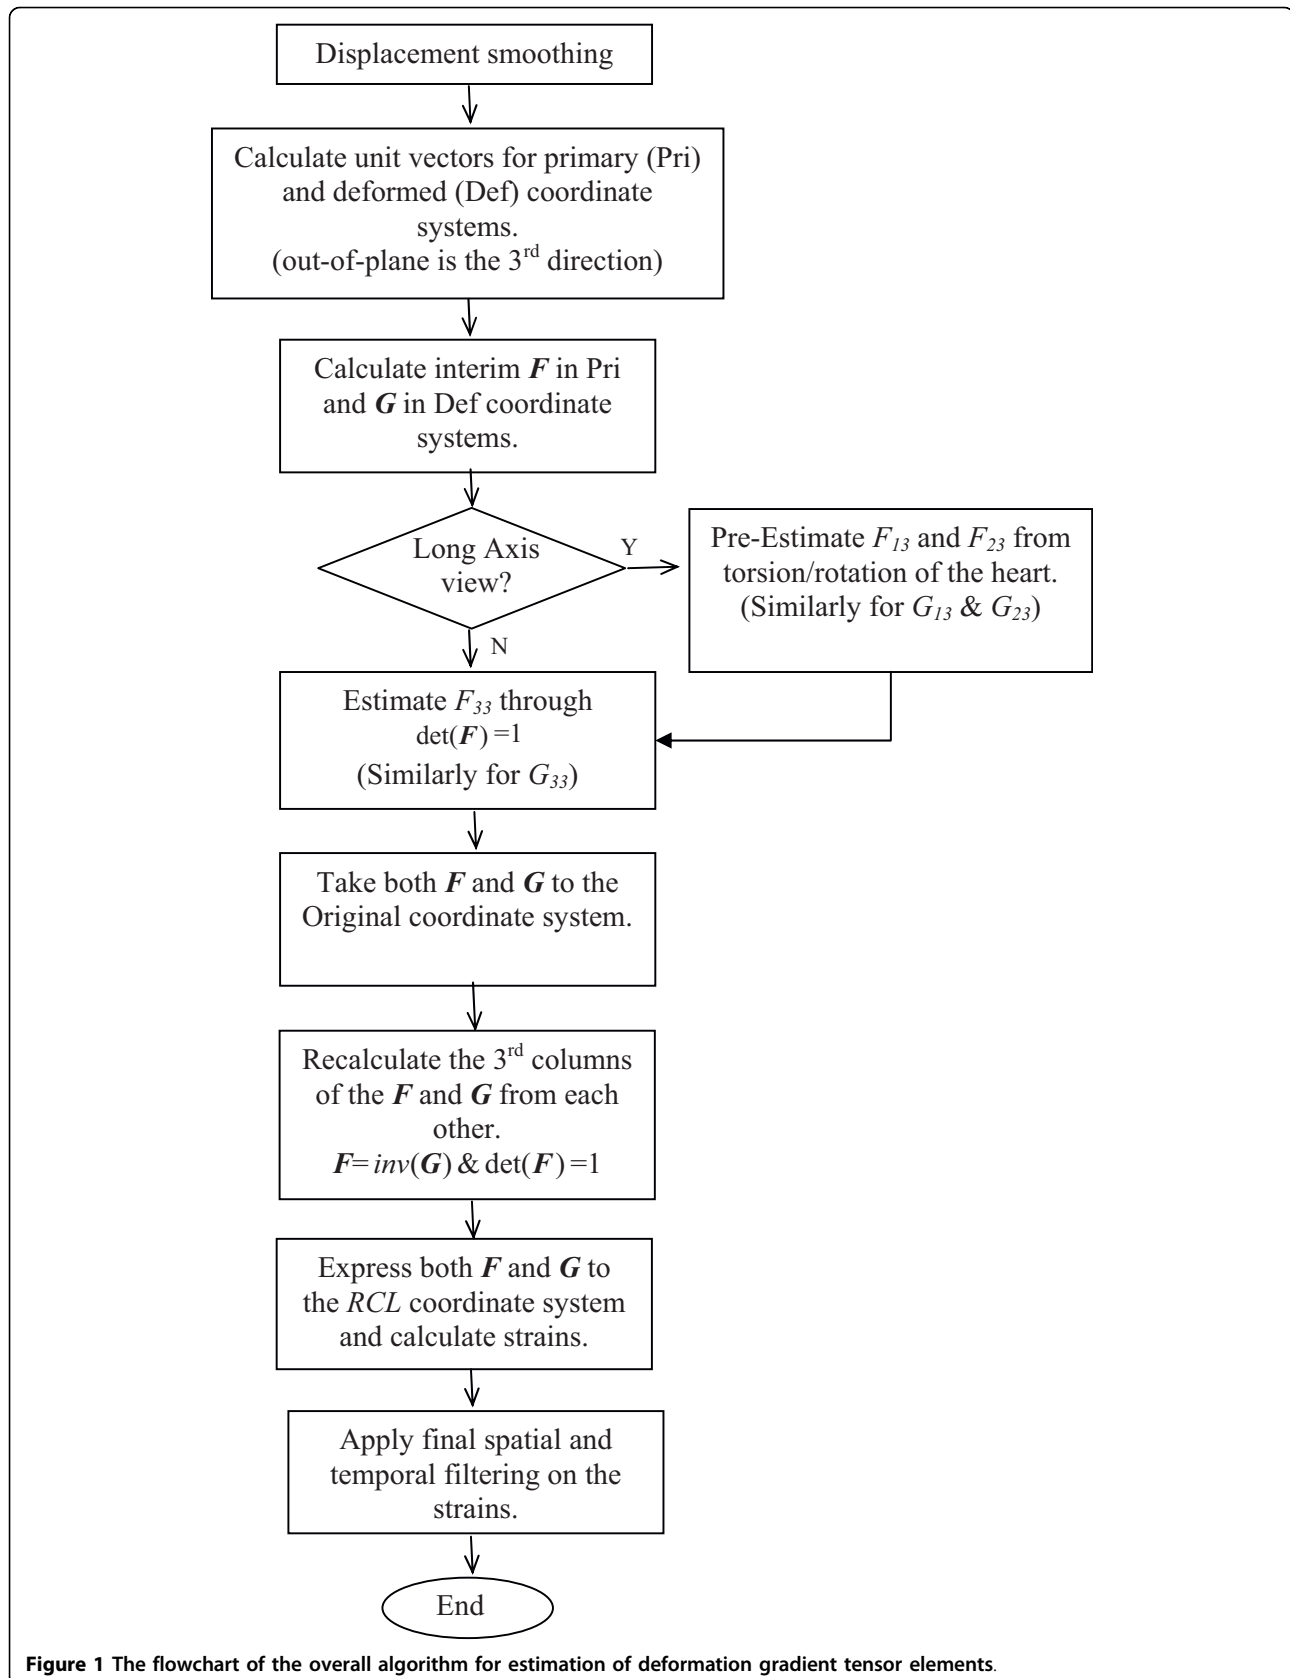 Displacement smoothing
Calculate unit vectors for primary (Pri)
and deformed (Def) coordinate
systems.
(out-of-plane is the 3rd direction)
Calculate interim F in Pri
and G in Def coordinate
systems.
Long Axis
view?
Y
Pre-Estimate F13 and F23 from
torsion/rotation of the heart.
(Similarly for G13 & G23)
N
Estimate F33 through
det(F) =1
(Similarly for G33)
Take both F and G to the
Original coordinate system.
Recalculate the 3rd columns
of the F and G from each
other.
F= inv(G) & det(F) =1
Express both F and G to
the RCL coordinate system
and calculate strains.
Apply final spatial and
temporal filtering on the
strains.
End
Figure 1 The flowchart of the overall algorithm for estimation of deformation gradient tensor elements.